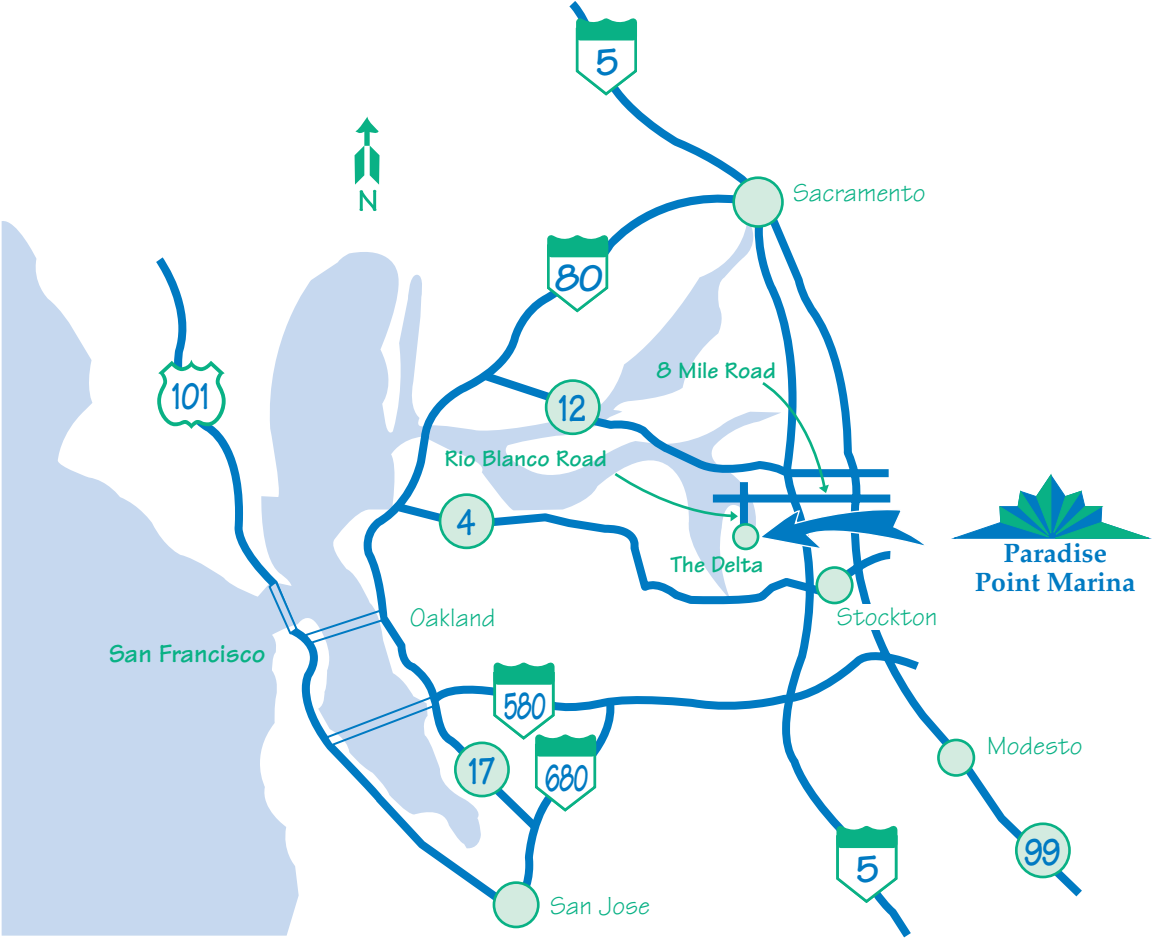 5
Sacramento
N
80
8 Mile Road
101
12
Rio Blanco Road
4
The Delta
Paradise
Point Marina
Oakland
Stockton
San Francisco
580
Modesto
17
680
99
5
San Jose